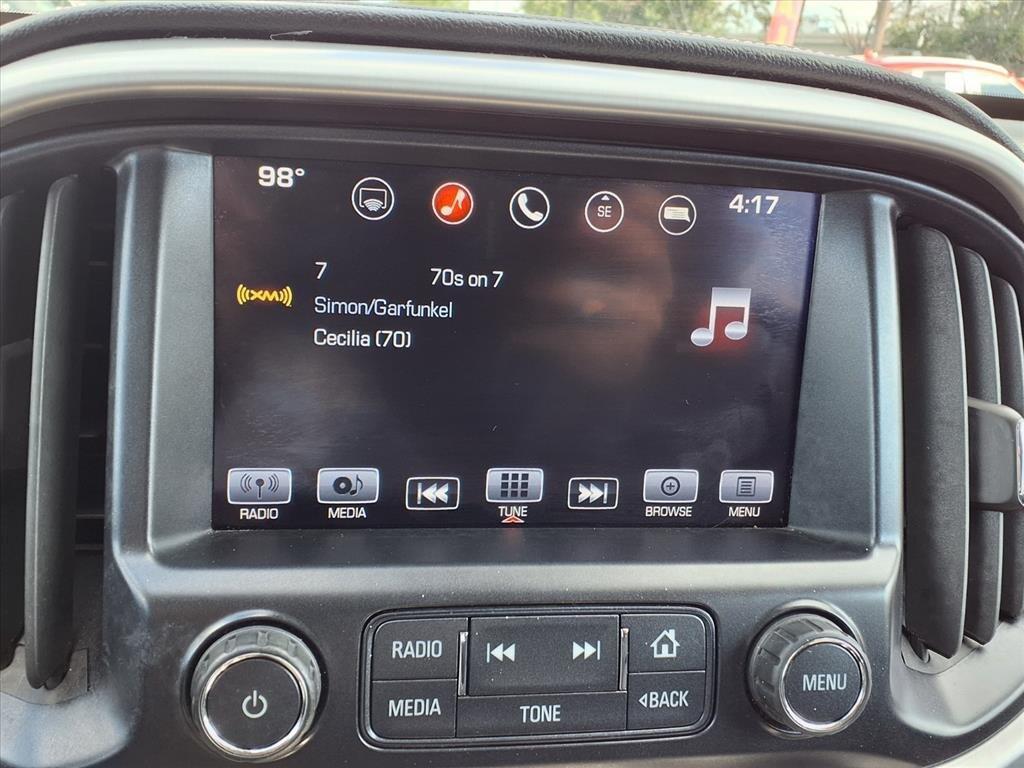 98°
SE
4:17
7 70s on 7
((XM))
Simon/Garfunkel
Cecilia (70)
RADIO MEDIA TUNE BROWSE MENU
RADIO
MEDIA
TONE
BACK
MENU